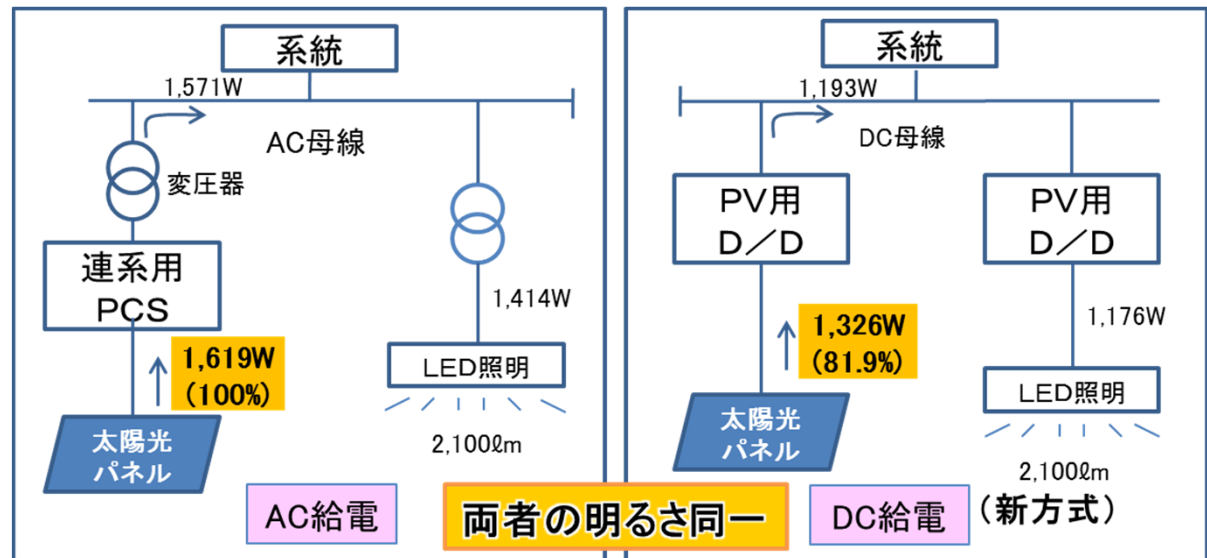 系統
1,571W
AC母線
変圧器
連系用
PCS
1,414W
1,619W
(100%)
LED照明
太陽光
パネル
2,100ℓm
AC給電
系統
1,193W
DC母線
PV用
D／D
PV用
D／D
1,326W
(81.9%)
1,176W
LED照明
太陽光
パネル
2,100ℓm
DC給電
(新方式)
両者の明るさ同一